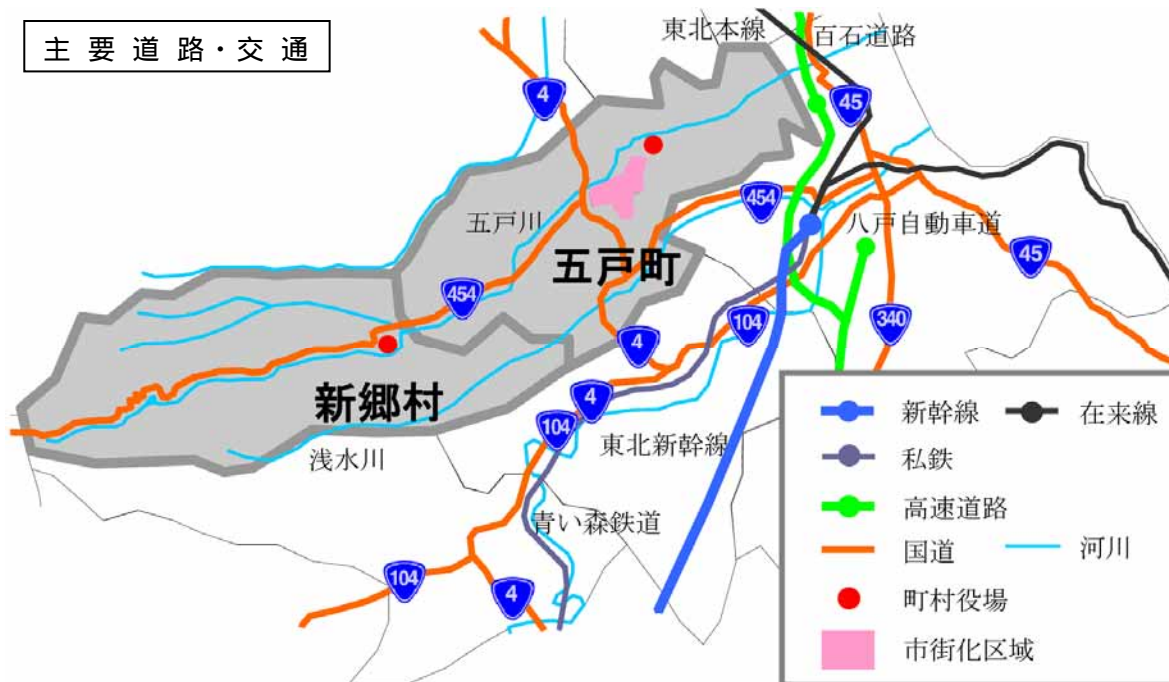 主要道路・交通
東北本線
百石道路
4
45
454
五戸川
八戸自動車道
五戸町
45
454
104
340
4
新郷村
4
104
東北新幹線
浅水川
青い森鉄道
104
4
新幹線
在来線
私鉄
高速道路
国道
河川
町村役場
市街化区域